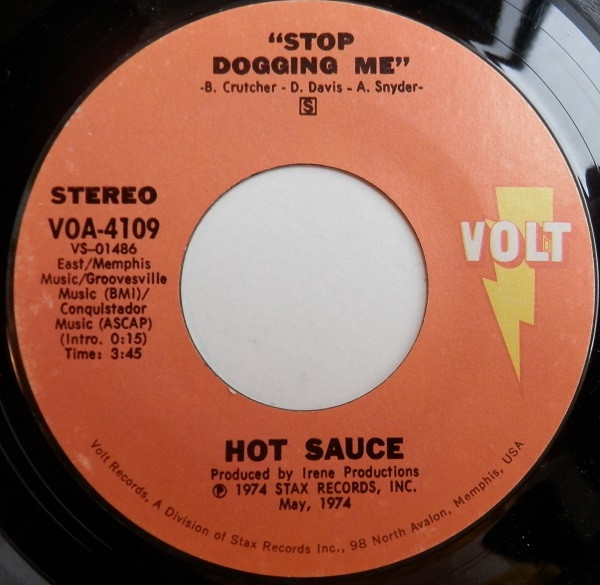 "STOP
DOGGING ME"
-B. Crutcher - D. Davis - A. Snyder-
S
STEREO
VOA-4109
VS-01486
East/Memphis
Music/Groovesville
Music (BMI)/
Conquistador
Music (ASCAP)
(Intro. 0:15)
Time: 3:45
VOLT
HOT SAUCE
Produced by Irene Productions
℗ 1974 STAX RECORDS, INC.
May, 1974
Volt Records, A Division of Stax Records Inc., 98 North Avalon, Memphis, USA